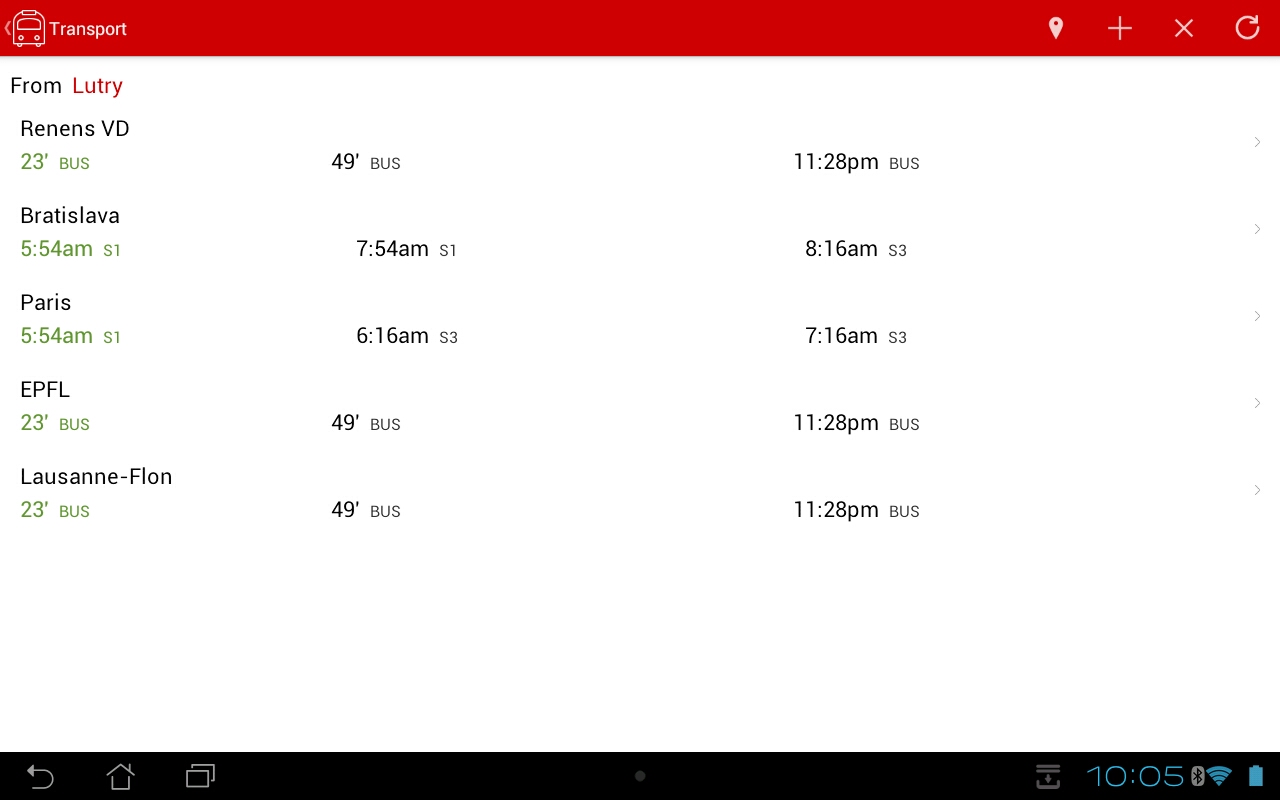 Transport
From Lutry
Renens VD
23' BUS 49' BUS 11:28pm BUS
Bratislava
5:54am S1 7:54am S1 8:16am S3
Paris
5:54am S1 6:16am S3 7:16am S3
EPFL
23' BUS 49' BUS 11:28pm BUS
Lausanne-Flon
23' BUS 49' BUS 11:28pm BUS
10:05